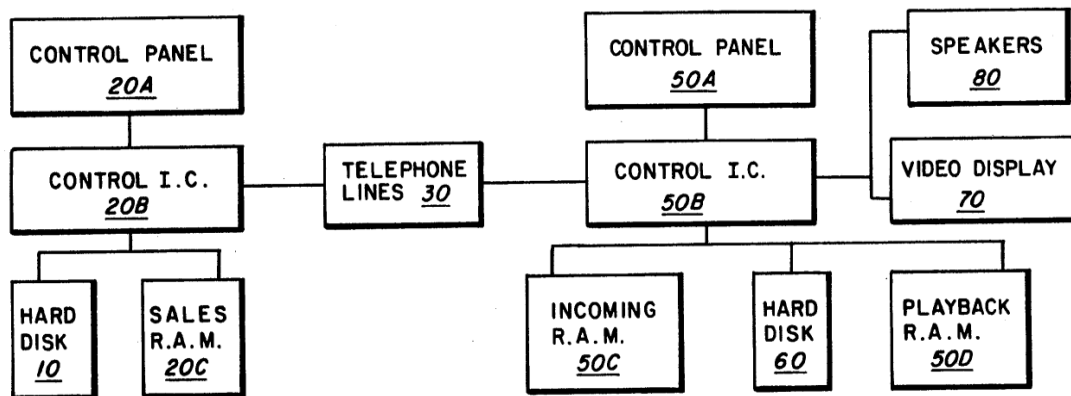 CONTROL PANEL
20A
CONTROL I.C.
20B
HARD
DISK
10
SALES
R.A.M.
20C
TELEPHONE
LINES 30
CONTROL PANEL
50A
CONTROL I.C.
50B
SPEAKERS
80
VIDEO DISPLAY
70
INCOMING
R.A.M.
50C
HARD
DISK
60
PLAYBACK
R.A.M.
50D